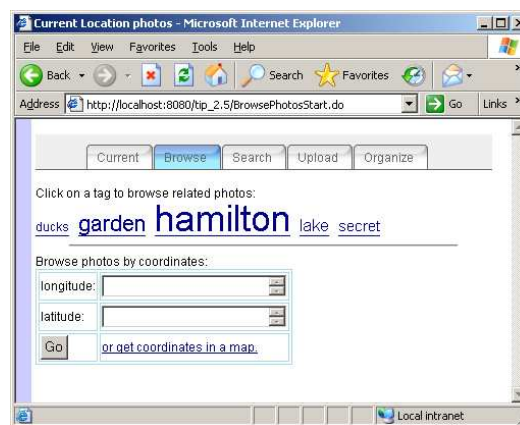 Current Location photos - Microsoft Internet Explorer
File Edit View Favorites Tools Help
Back Search Favorites
Address http://localhost:8080/tip_2.5/BrowsePhotosStart.do Go Links
Current Browse Search Upload Organize
Click on a tag to browse related photos:
ducks garden hamilton lake secret
Browse photos by coordinates:
longitude:
latitude:
Go or get coordinates in a map.
Local intranet